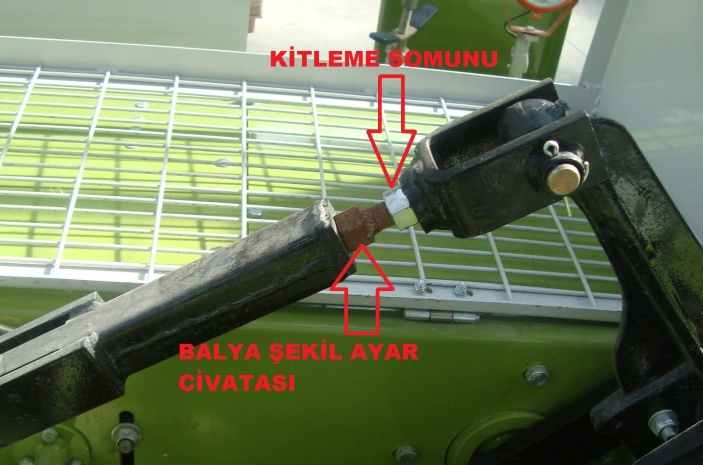 KİTLEME SOMUNU
BALYA ŞEKİL AYAR
CİVATASI